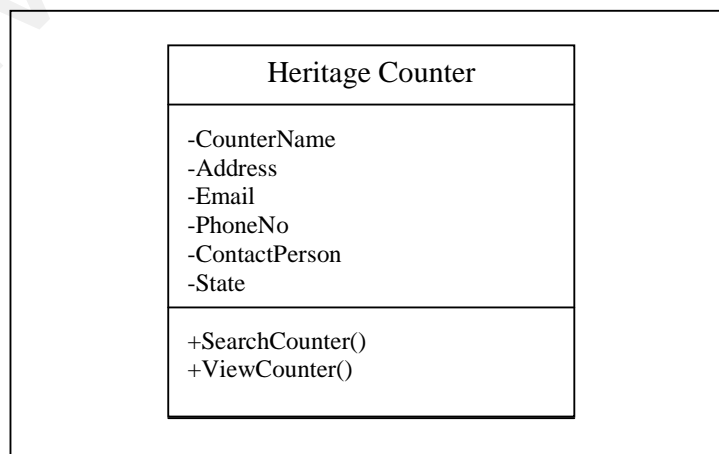 Heritage Counter
-CounterName
-Address
-Email
-PhoneNo
-ContactPerson
-State
+SearchCounter()
+ViewCounter()